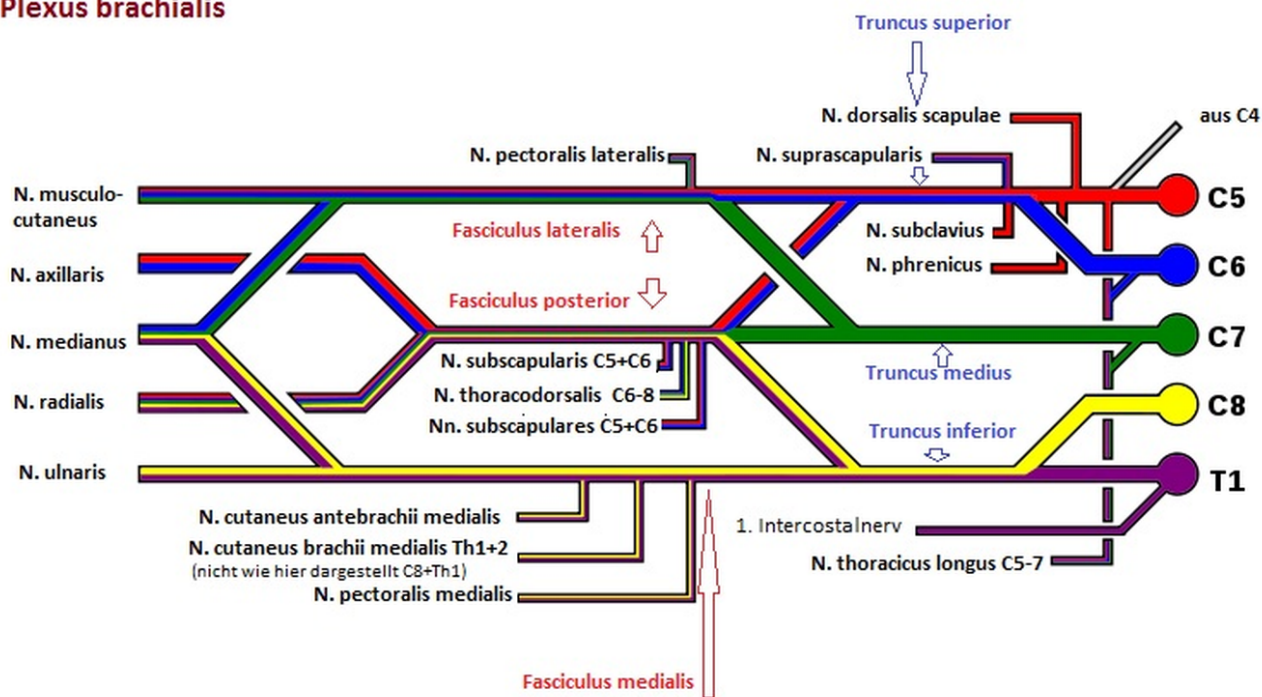 Plexus brachialis
Truncus superior
N. dorsalis scapulae
aus C4
N. pectoralis lateralis
N. suprascapularis
N. musculo-
cutaneus
C5
Fasciculus lateralis
N. subclavius
N. axillaris
N. phrenicus
C6
Fasciculus posterior
N. medianus
C7
N. subscapularis C5+C6
Truncus medius
N. thoracodorsalis C6-8
N. radialis
C8
Nn. subscapulares C5+C6
Truncus inferior
N. ulnaris
T1
N. cutaneus antebrachii medialis
1. Intercostalnerv
N. cutaneus brachii medialis Th1+2
(nicht wie hier dargestellt C8+Th1)
N. thoracicus longus C5-7
N. pectoralis medialis
Fasciculus medialis